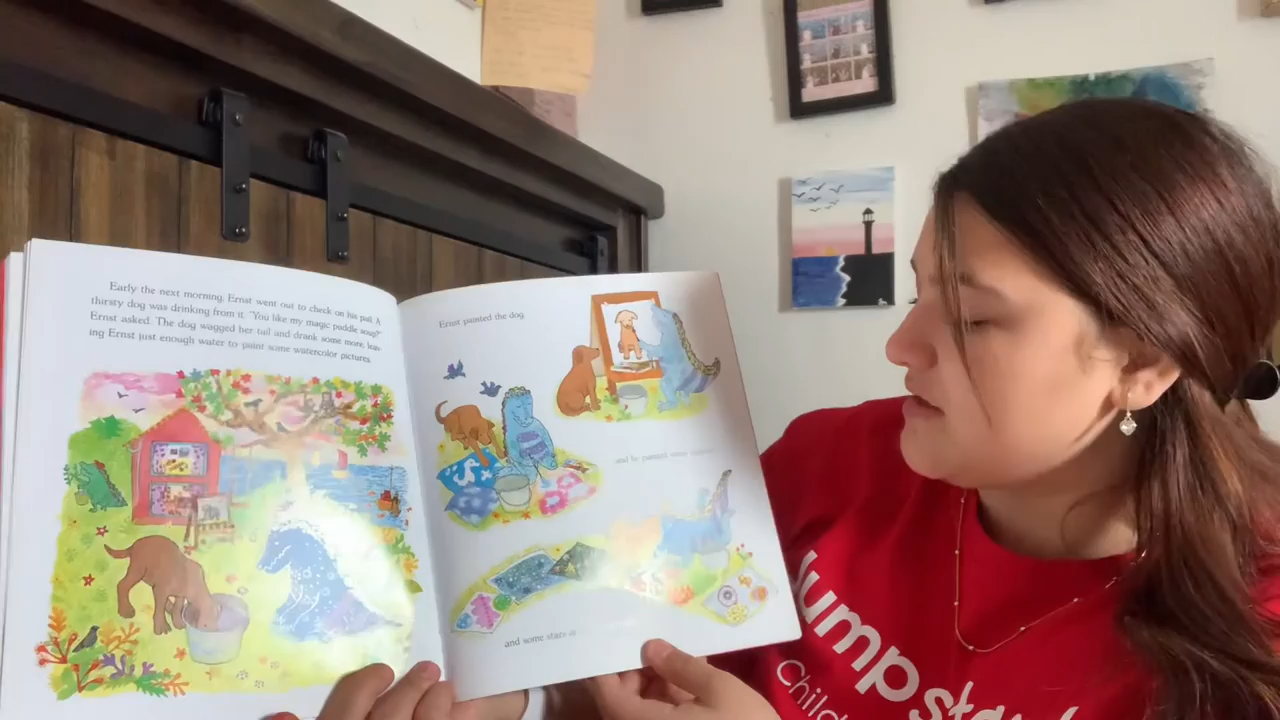 Early the next morning, Ernst went out to check on his pail. A
thirsty dog was drinking from it. "You like my magic puddle soup?"
Ernst asked. The dog wagged her tail and drank some more, leav-
ing Ernst just enough water to paint some watercolor pictures.
Ernst painted the dog
and he painted some
and some stars
Jumpstart
Child